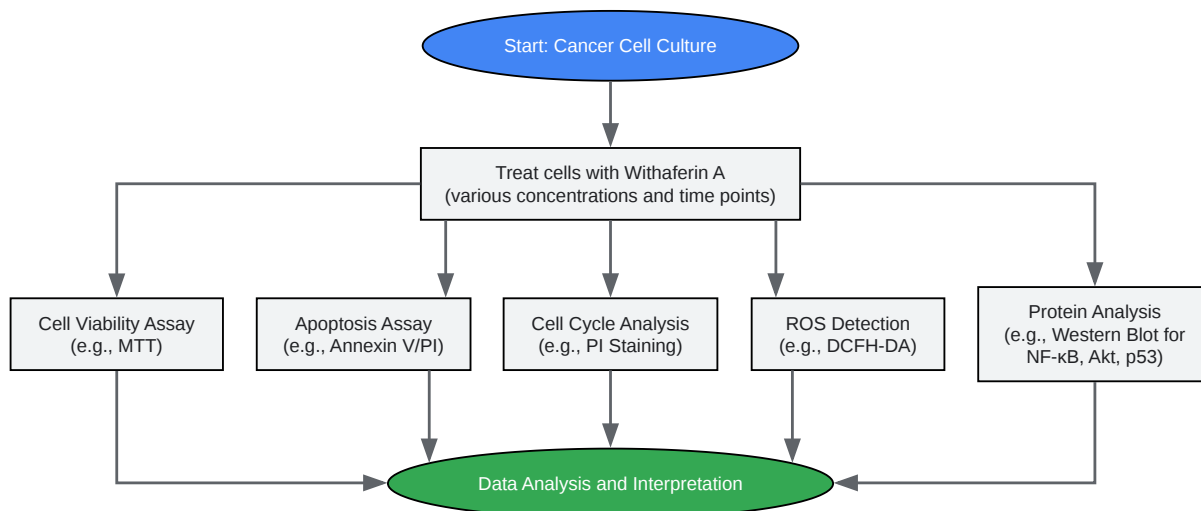 Start: Cancer Cell Culture
Treat cells with Withaferin A
(various concentrations and time points)
Cell Viability Assay
(e.g., MTT)
Apoptosis Assay
(e.g., Annexin V/PI)
Cell Cycle Analysis
(e.g., PI Staining)
ROS Detection
(e.g., DCFH-DA)
Protein Analysis
(e.g., Western Blot for
NF-κB, Akt, p53)
Data Analysis and Interpretation